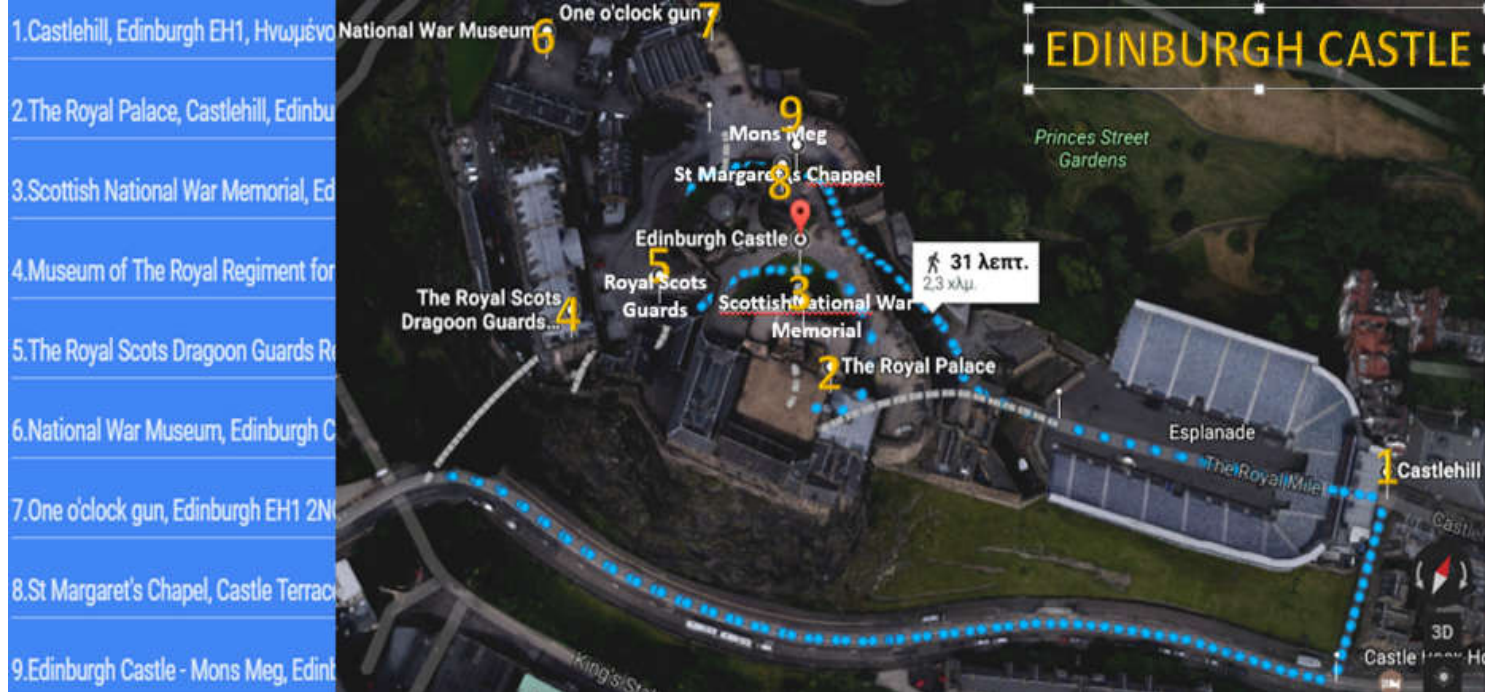 1.Castlehill, Edinburgh EH1, Ηνωμένο
2.The Royal Palace, Castlehill, Edinbu
3.Scottish National War Memorial, Ed
4.Museum of The Royal Regiment for
5.The Royal Scots Dragoon Guards Re
6.National War Museum, Edinburgh C
7.One o'clock gun, Edinburgh EH1 2N
8.St Margaret's Chapel, Castle Terrace
9.Edinburgh Castle - Mons Meg, Edinb
EDINBURGH CASTLE
One o'clock gun
7
National War Museum
6
9
Mons Meg
Princes Street
Gardens
St Margaret's Chappel
8
Edinburgh Castle
31 λεπτ.
2,3 χλμ.
5
Royal Scots
Guards
3
Scottish National War
Memorial
The Royal Scots
Dragoon Guards...
4
2
The Royal Palace
Esplanade
The Royal Mile
1
Castlehill
Castle
3D
Castle
King's